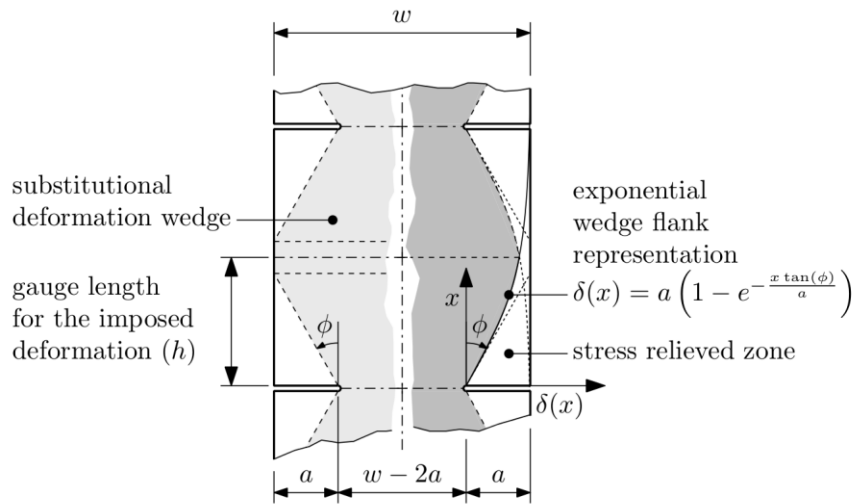 w
substitutional
deformation wedge
gauge length
for the imposed
deformation (h)
ϕ
x
ϕ
exponential
wedge flank
representation
δ(x) = a (1 − e^{−\frac{x tan(ϕ)}{a}})
stress relieved zone
δ(x)
a
w − 2a
a